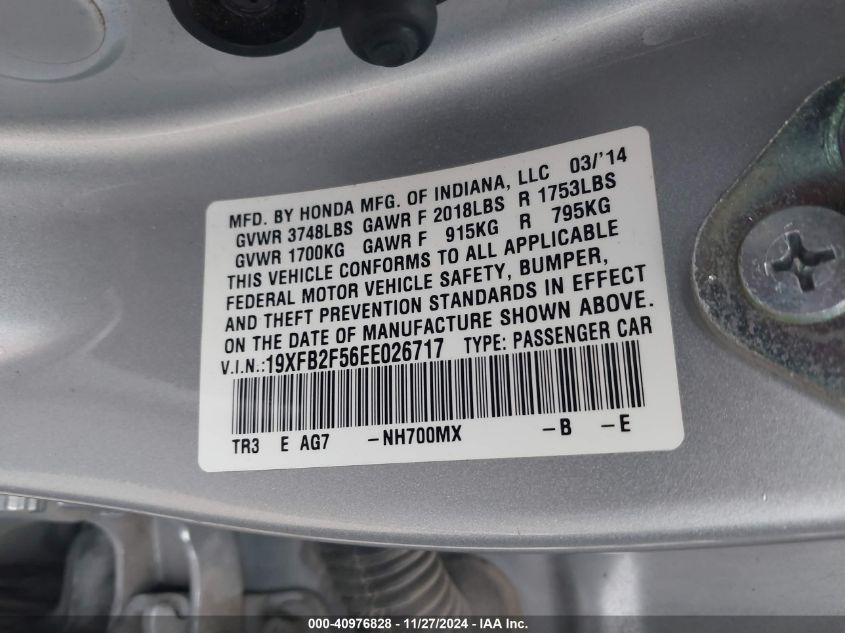 MFD. BY HONDA MFG. OF INDIANA, LLC 03/'14
GVWR 3748LBS GAWR F 2018LBS R 1753LBS
GVWR 1700KG GAWR F 915KG R 795KG
THIS VEHICLE CONFORMS TO ALL APPLICABLE
FEDERAL MOTOR VEHICLE SAFETY, BUMPER,
AND THEFT PREVENTION STANDARDS IN EFFECT
ON THE DATE OF MANUFACTURE SHOWN ABOVE.
V.I.N.:19XFB2F56EE026717 TYPE: PASSENGER CAR
TR3 E AG7 -NH700MX -B -E
000-40976828 - 11/27/2024 - IAA Inc.